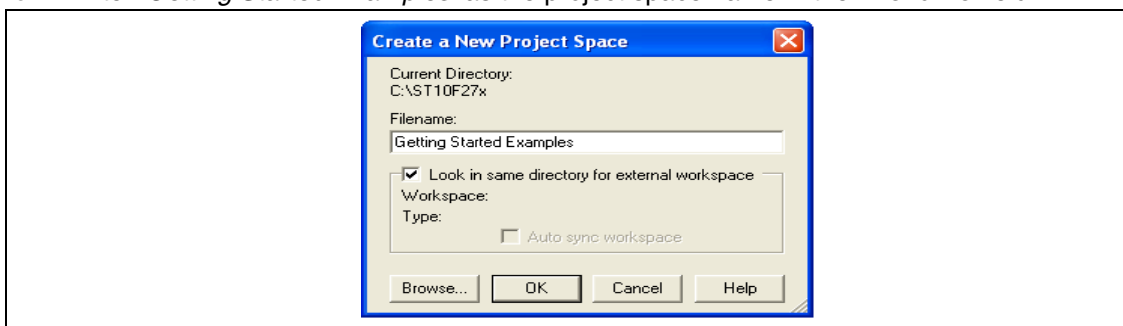 Create a New Project Space
Current Directory:
C:\ST10F27x
Filename:
Getting Started Examples
Look in same directory for external workspace
Workspace:
Type:
Auto sync workspace
Browse... OK Cancel Help